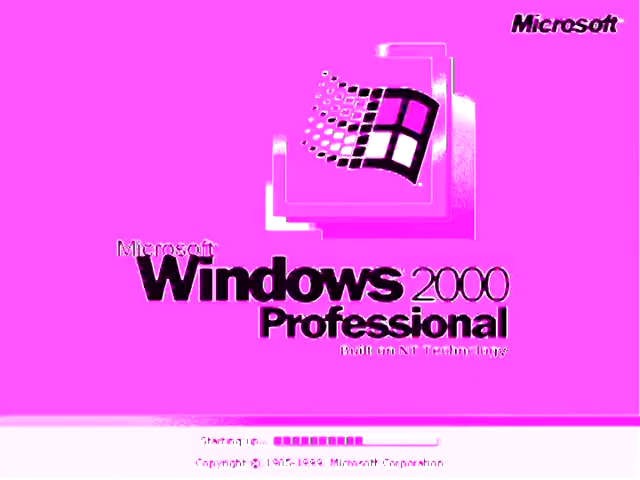 Microsoft
Microsoft
Windows 2000
Professional
Built on NT Technology
Starting up...
Copyright © 1985-1999, Microsoft Corporation